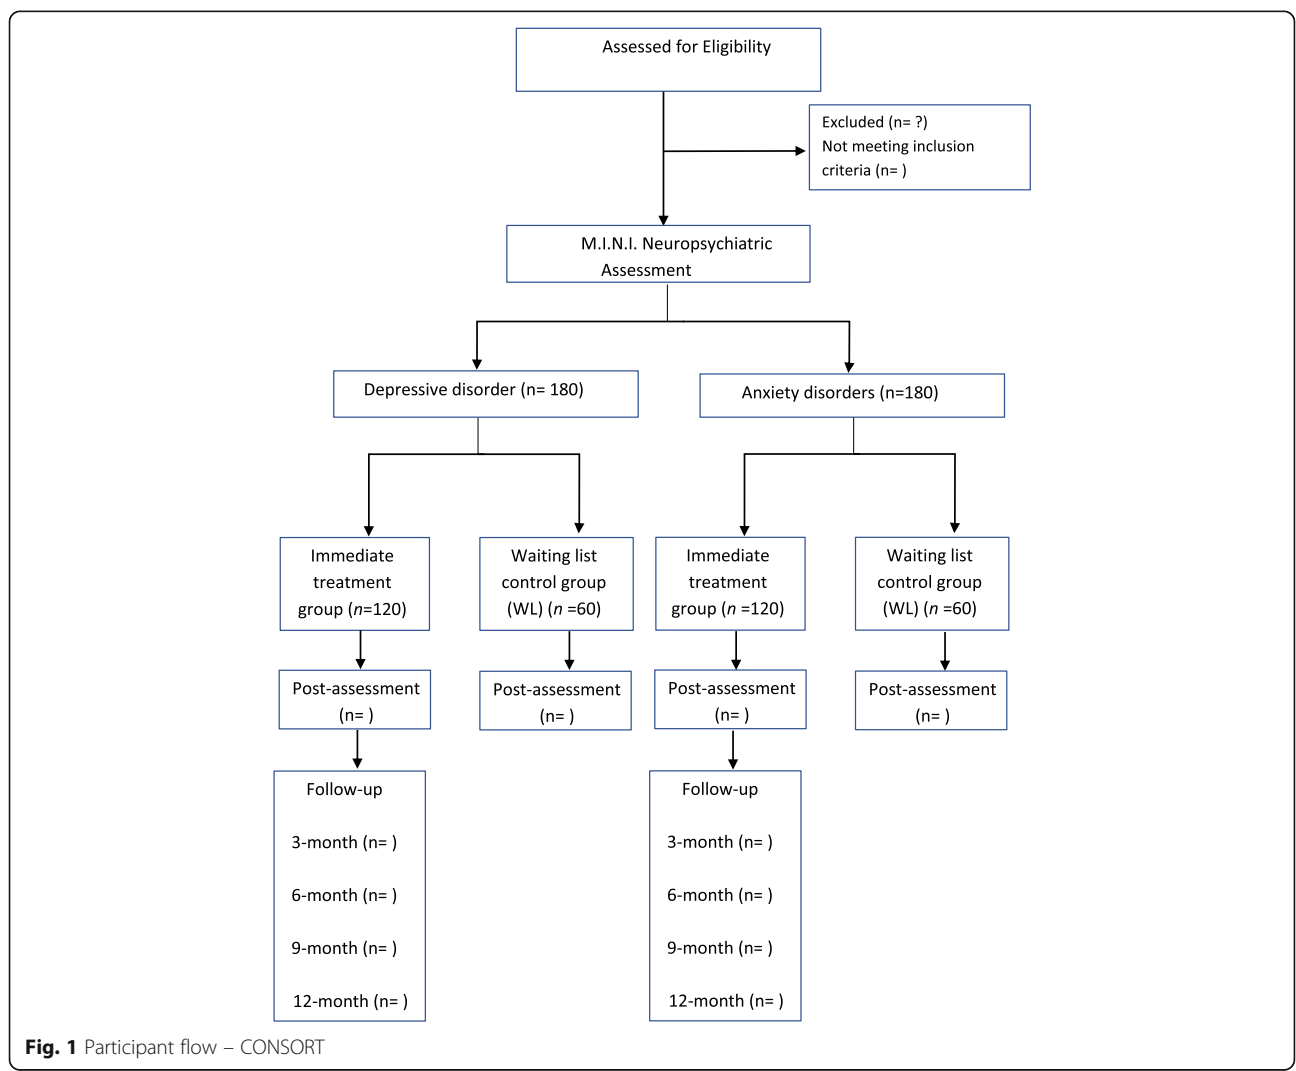 Assessed for Eligibility
Excluded (n= ?)
Not meeting inclusion
criteria (n= )
M.I.N.I. Neuropsychiatric
Assessment
Depressive disorder (n= 180)
Anxiety disorders (n=180)
Immediate
treatment
group (n=120)
Waiting list
control group
(WL) (n =60)
Immediate
treatment
group (n =120)
Waiting list
control group
(WL) (n =60)
Post-assessment
(n= )
Post-assessment
(n= )
Post-assessment
(n= )
Post-assessment
(n= )
Follow-up
3-month (n= )
6-month (n= )
9-month (n= )
12-month (n= )
Follow-up
3-month (n= )
6-month (n= )
9-month (n= )
12-month (n= )
Fig. 1 Participant flow – CONSORT